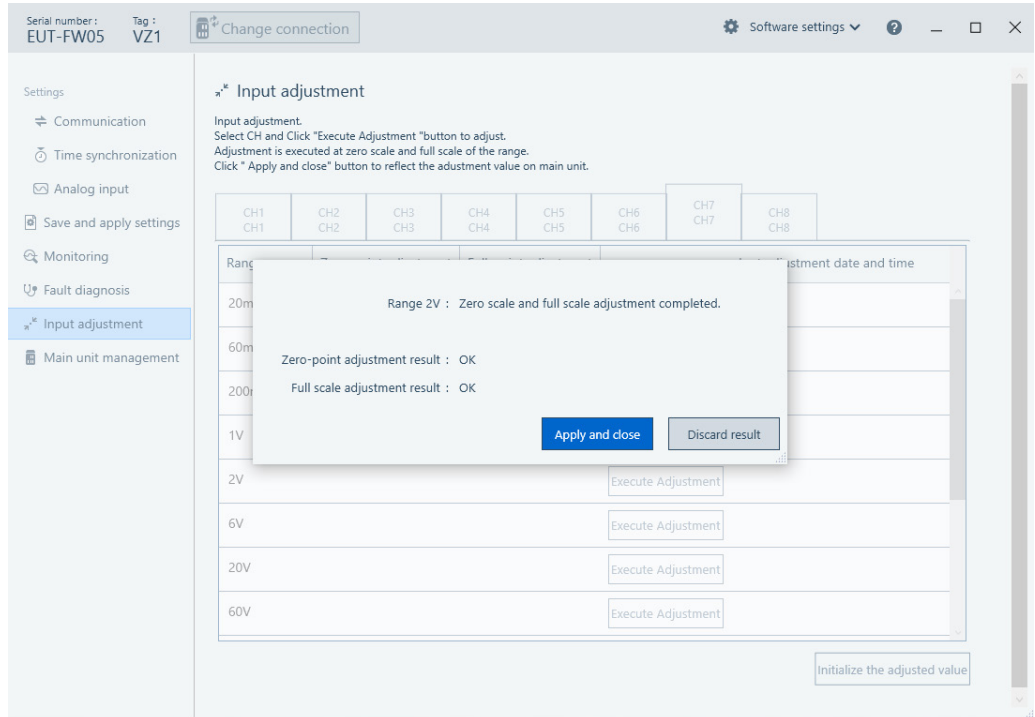 Serial number :
EUT-FW05
Tag :
VZ1
Change connection
Software settings
Settings
Communication
Time synchronization
Analog input
Save and apply settings
Monitoring
Fault diagnosis
Input adjustment
Main unit management
Input adjustment
Input adjustment.
Select CH and Click "Execute Adjustment "button to adjust.
Adjustment is executed at zero scale and full scale of the range.
Click " Apply and close" button to reflect the adustment value on main unit.
CH1
CH1
CH2
CH2
CH3
CH3
CH4
CH4
CH5
CH5
CH6
CH6
CH7
CH7
CH8
CH8
date and time
Range 2V : Zero scale and full scale adjustment completed.
Zero-point adjustment result : OK
Full scale adjustment result : OK
Apply and close
Discard result
1V
2V
Execute Adjustment
6V
Execute Adjustment
20V
Execute Adjustment
60V
Execute Adjustment
Initialize the adjusted value